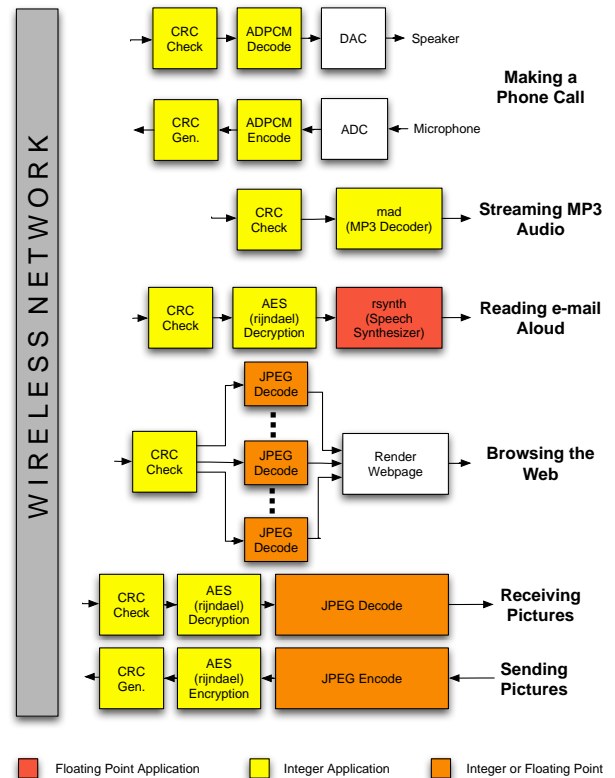 WIRELESS NETWORK
CRC
Check
ADPCM
Decode
DAC
Speaker
Making a
Phone Call
CRC
Gen.
ADPCM
Encode
ADC
Microphone
CRC
Check
mad
(MP3 Decoder)
Streaming MP3
Audio
CRC
Check
AES
(rijndael)
Decryption
rsynth
(Speech
Synthesizer)
Reading e-mail
Aloud
JPEG
Decode
CRC
Check
JPEG
Decode
Render
Webpage
Browsing the
Web
JPEG
Decode
CRC
Check
AES
(rijndael)
Decryption
JPEG Decode
Receiving
Pictures
CRC
Gen.
AES
(rijndael)
Encryption
JPEG Encode
Sending
Pictures
Floating Point Application
Integer Application
Integer or Floating Point